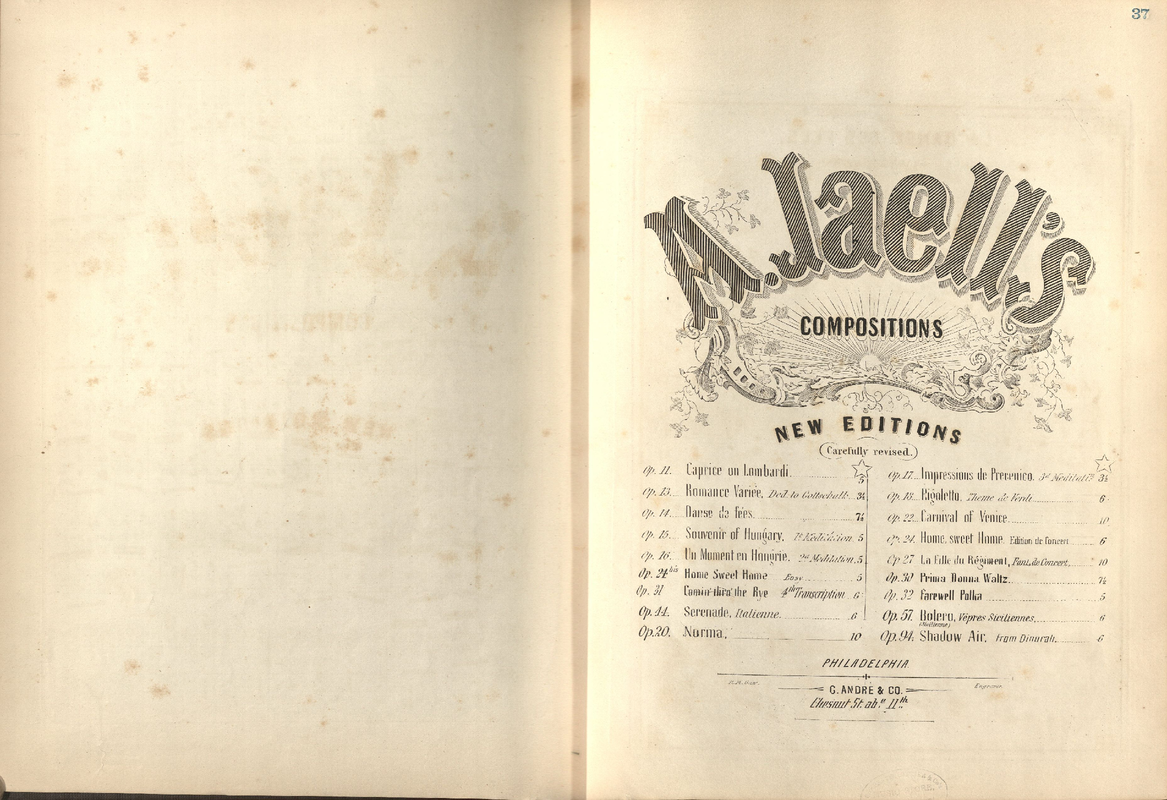 37
A. Jaell's
COMPOSITIONS
NEW EDITIONS
(Carefully revised.)
Op. 11. Caprice on Lombardi. 5
Op. 13. Romance Variée, Ded. to Gottschalk. 3½
Op. 14. Danse de fées. 7½
Op. 15. Souvenir of Hungary. 1e Meditation. 5
Op. 16. Un Moment en Hongrie. 2de Meditation. 5
Op. 24bis Home Sweet Home Easy 5
Op. 31 Comin' thro' the Rye 4th Transcription 6
Op. 44. Serenade, Italienne. 6
Op. 20. Norma, 10
Op. 17. Impressions de 3½
Op. 18. Rigoletto. Theme de Verdi 6
Op. 22. Carnival of Venice. 10
Op. 24. Home, sweet Home. Edition de Concert 6
Op 27 La Fille du Régiment, Fant. de Concert. 10
Op. 30 Prima Donna Waltz. 7½
Op. 32 Farewell Polka 5
Op. 57. Bolero, Vêpres Siciliennes, 6
Op. 94. Shadow Air. from Dinorah. 6
PHILADELPHIA
G. ANDRÉ & CO.
Chesnut St. abv. 11th.